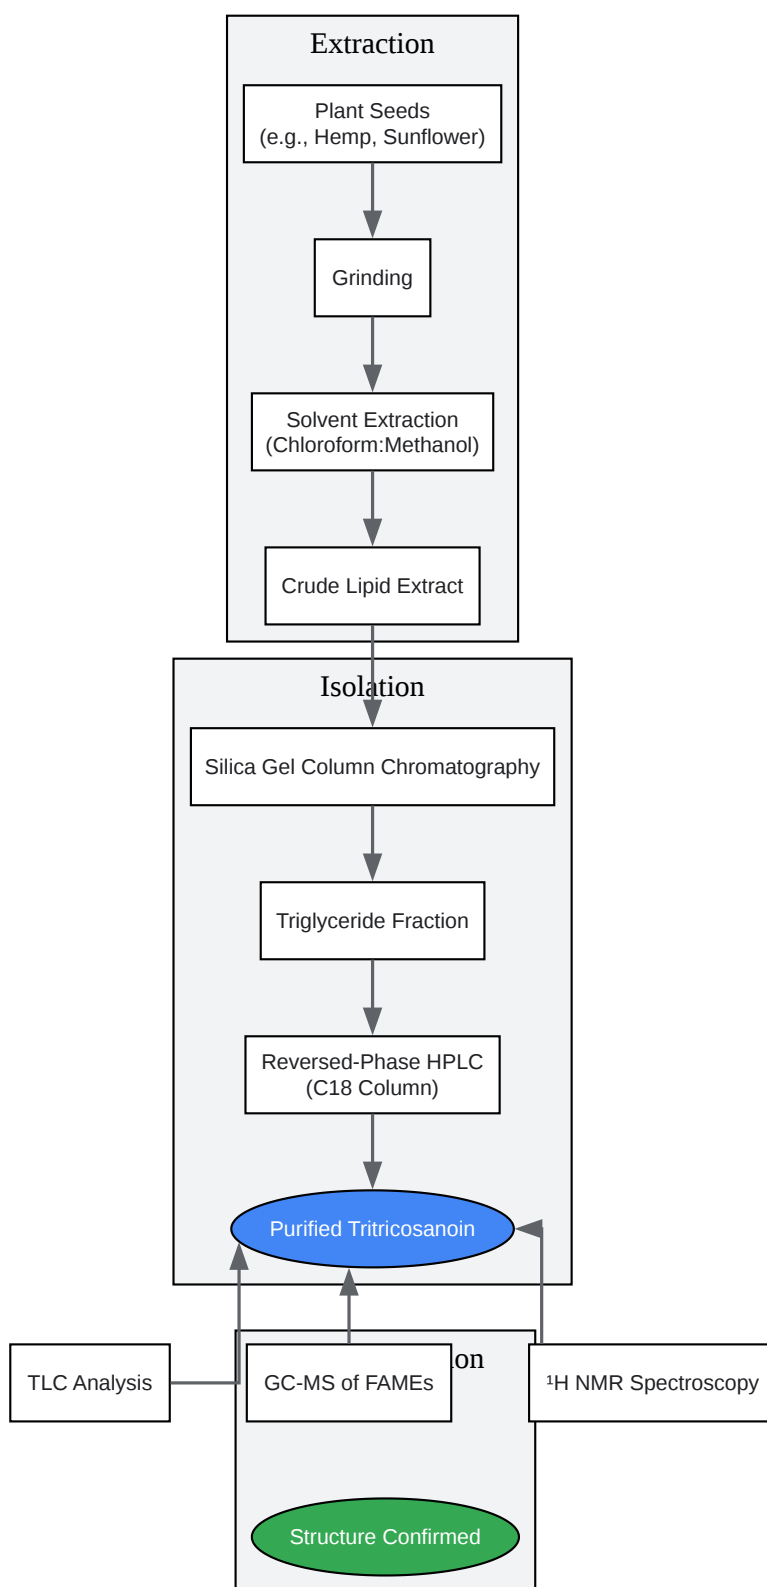 Extraction
Plant Seeds
(e.g., Hemp, Sunflower)
Grinding
Solvent Extraction
(Chloroform:Methanol)
Crude Lipid Extract
Isolation
Silica Gel Column Chromatography
Triglyceride Fraction
Reversed-Phase HPLC
(C18 Column)
Purified Tritricosanoin
TLC Analysis
GC-MS of FAMEs
¹H NMR Spectroscopy
Structure Confirmed